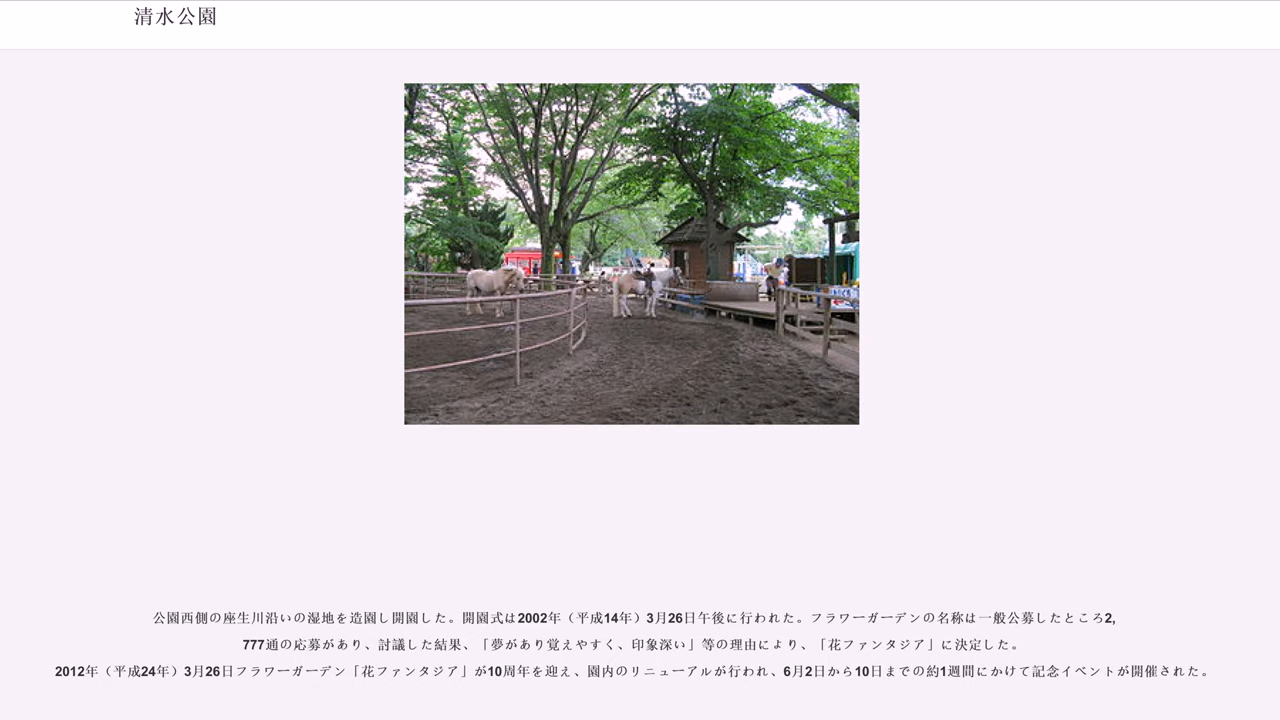 清水公園
公園西側の座生川沿いの湿地を造園し開園した。開園式は2002年（平成14年）3月26日午後に行われた。フラワーガーデンの名称は一般公募したところ2,
777通の応募があり、討議した結果、「夢があり覚えやすく、印象深い」等の理由により、「花ファンタジア」に決定した。
2012年（平成24年）3月26日フラワーガーデン「花ファンタジア」が10周年を迎え、園内のリニューアルが行われ、6月2日から10日までの約1週間にかけて記念イベントが開催された。